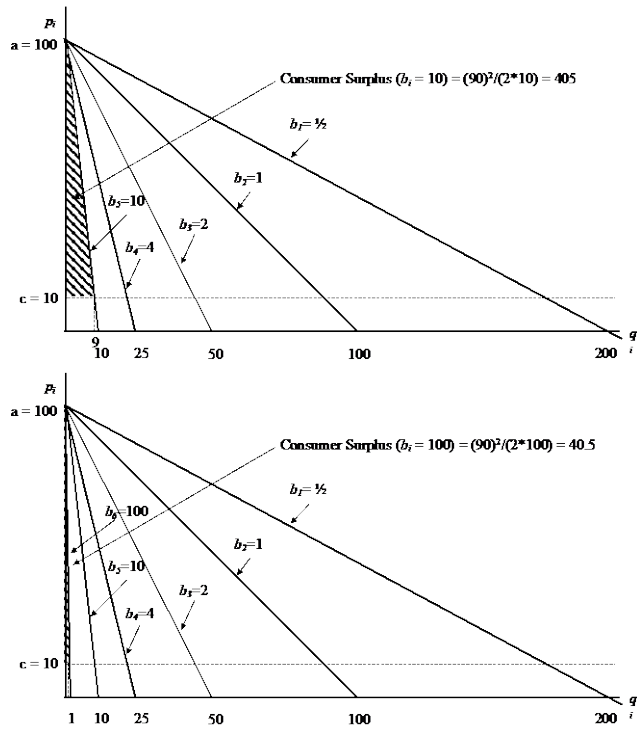 pi
a = 100
Consumer Surplus (bi = 10) = (90)²/(2*10) = 405
b1= ½
b2=1
b5=10
b3=2
b4=4
c = 10
9
10 25 50 100 200
q
i
pi
a = 100
Consumer Surplus (bi = 100) = (90)²/(2*100) = 40.5
b1= ½
b6=100
b2=1
b5=10
b3=2
b4=4
c = 10
1 10 25 50 100 200
q
i